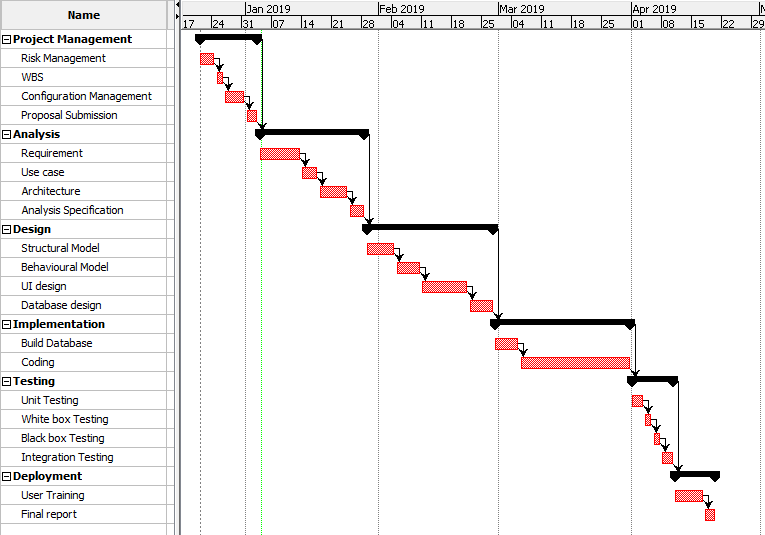 Name
Jan 2019 Feb 2019 Mar 2019 Apr 2019
17 24 31 07 14 21 28 04 11 18 25 04 11 18 25 01 08 15 22 29
Project Management
Risk Management
WBS
Configuration Management
Proposal Submission
Analysis
Requirement
Use case
Architecture
Analysis Specification
Design
Structural Model
Behavioural Model
UI design
Database design
Implementation
Build Database
Coding
Testing
Unit Testing
White box Testing
Black box Testing
Integration Testing
Deployment
User Training
Final report